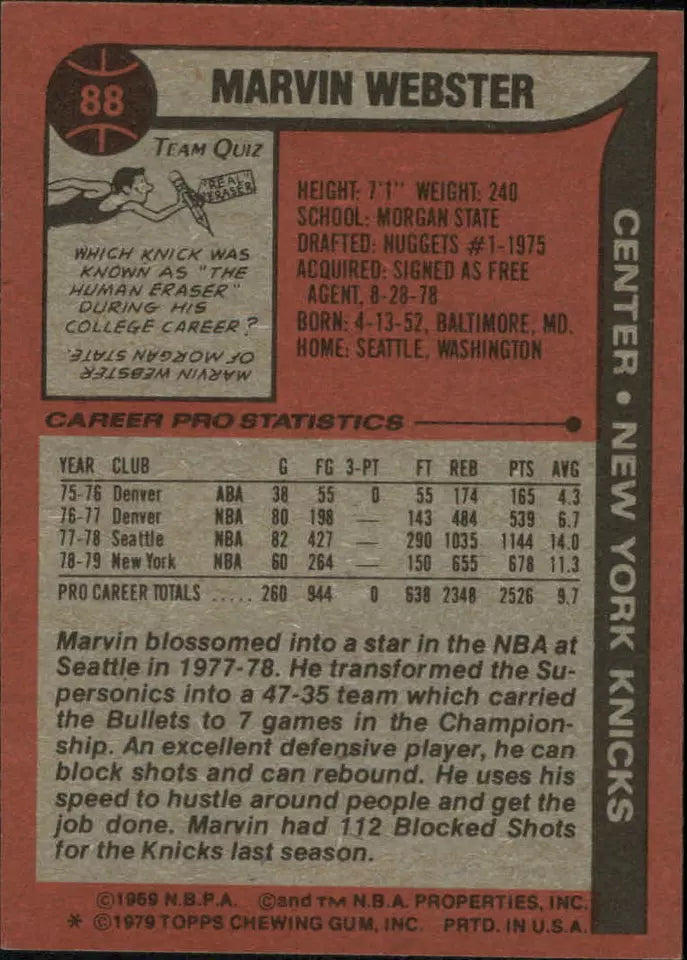 88
MARVIN WEBSTER
TEAM QUIZ
"REAL"
ERASER
WHICH KNICK WAS
KNOWN AS "THE
HUMAN ERASER"
DURING HIS
COLLEGE CAREER?
MARVIN WEBSTER
OF MORGAN STATE.
HEIGHT: 7'1" WEIGHT: 240
SCHOOL: MORGAN STATE
DRAFTED: NUGGETS #1-1975
ACQUIRED: SIGNED AS FREE
AGENT, 8-28-78
BORN: 4-13-52, BALTIMORE, MD.
HOME: SEATTLE, WASHINGTON
CENTER • NEW YORK KNICKS
CAREER PRO STATISTICS
YEAR CLUB G FG 3-PT FT REB PTS AVG
75-76 Denver ABA 38 55 0 55 174 165 4.3
76-77 Denver NBA 80 198 — 143 484 539 6.7
77-78 Seattle NBA 82 427 — 290 1035 1144 14.0
78-79 New York NBA 60 264 — 150 655 678 11.3
PRO CAREER TOTALS ..... 260 944 0 638 2348 2526 9.7
Marvin blossomed into a star in the NBA at
Seattle in 1977-78. He transformed the Su-
personics into a 47-35 team which carried
the Bullets to 7 games in the Champion-
ship. An excellent defensive player, he can
block shots and can rebound. He uses his
speed to hustle around people and get the
job done. Marvin had 112 Blocked Shots
for the Knicks last season.
©1969 N.B.P.A. ©and TM N.B.A. PROPERTIES, INC.
* ©1979 TOPPS CHEWING GUM, INC. PRTD. IN U.S.A.